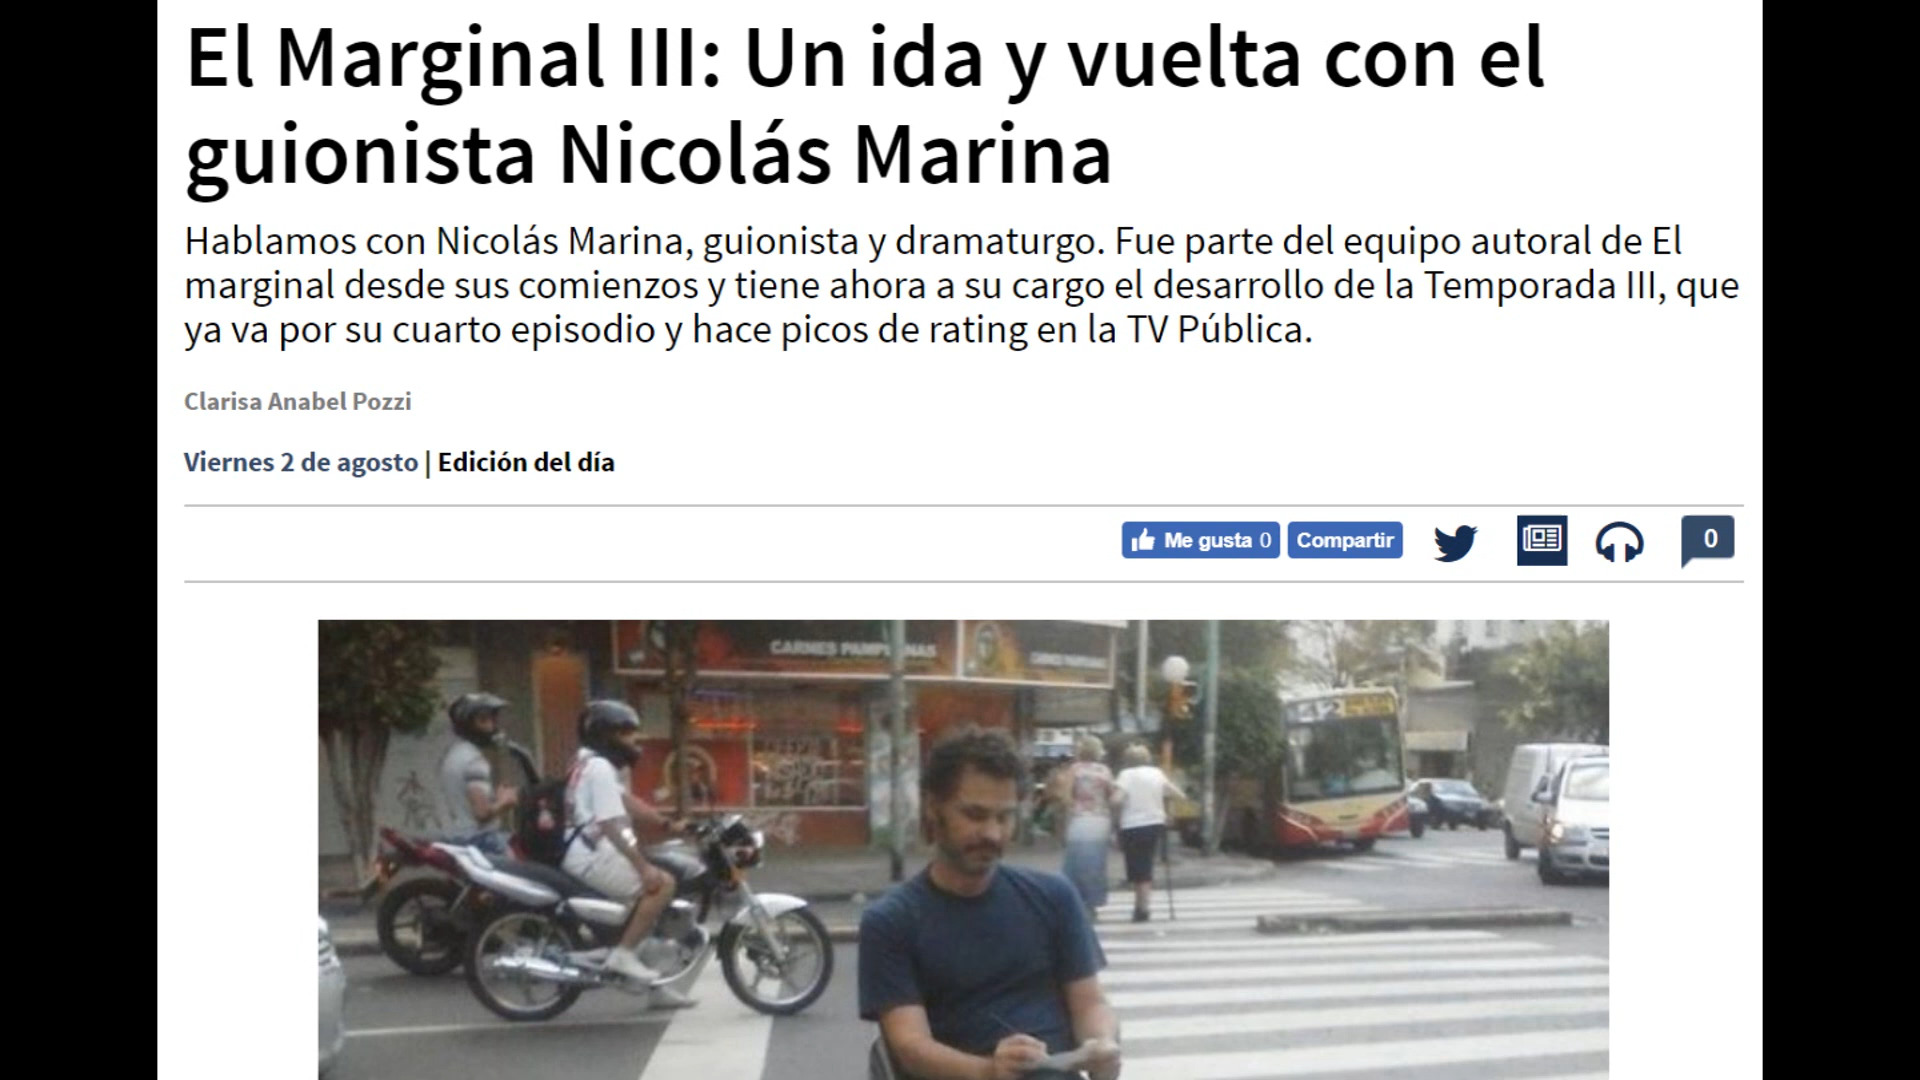 El Marginal III: Un ida y vuelta con el
guionista Nicolás Marina
Hablamos con Nicolás Marina, guionista y dramaturgo. Fue parte del equipo autoral de El
marginal desde sus comienzos y tiene ahora a su cargo el desarrollo de la Temporada III, que
ya va por su cuarto episodio y hace picos de rating en la TV Pública.
Clarisa Anabel Pozzi
Viernes 2 de agosto | Edición del día
Me gusta 0 Compartir 0
CARNES
42